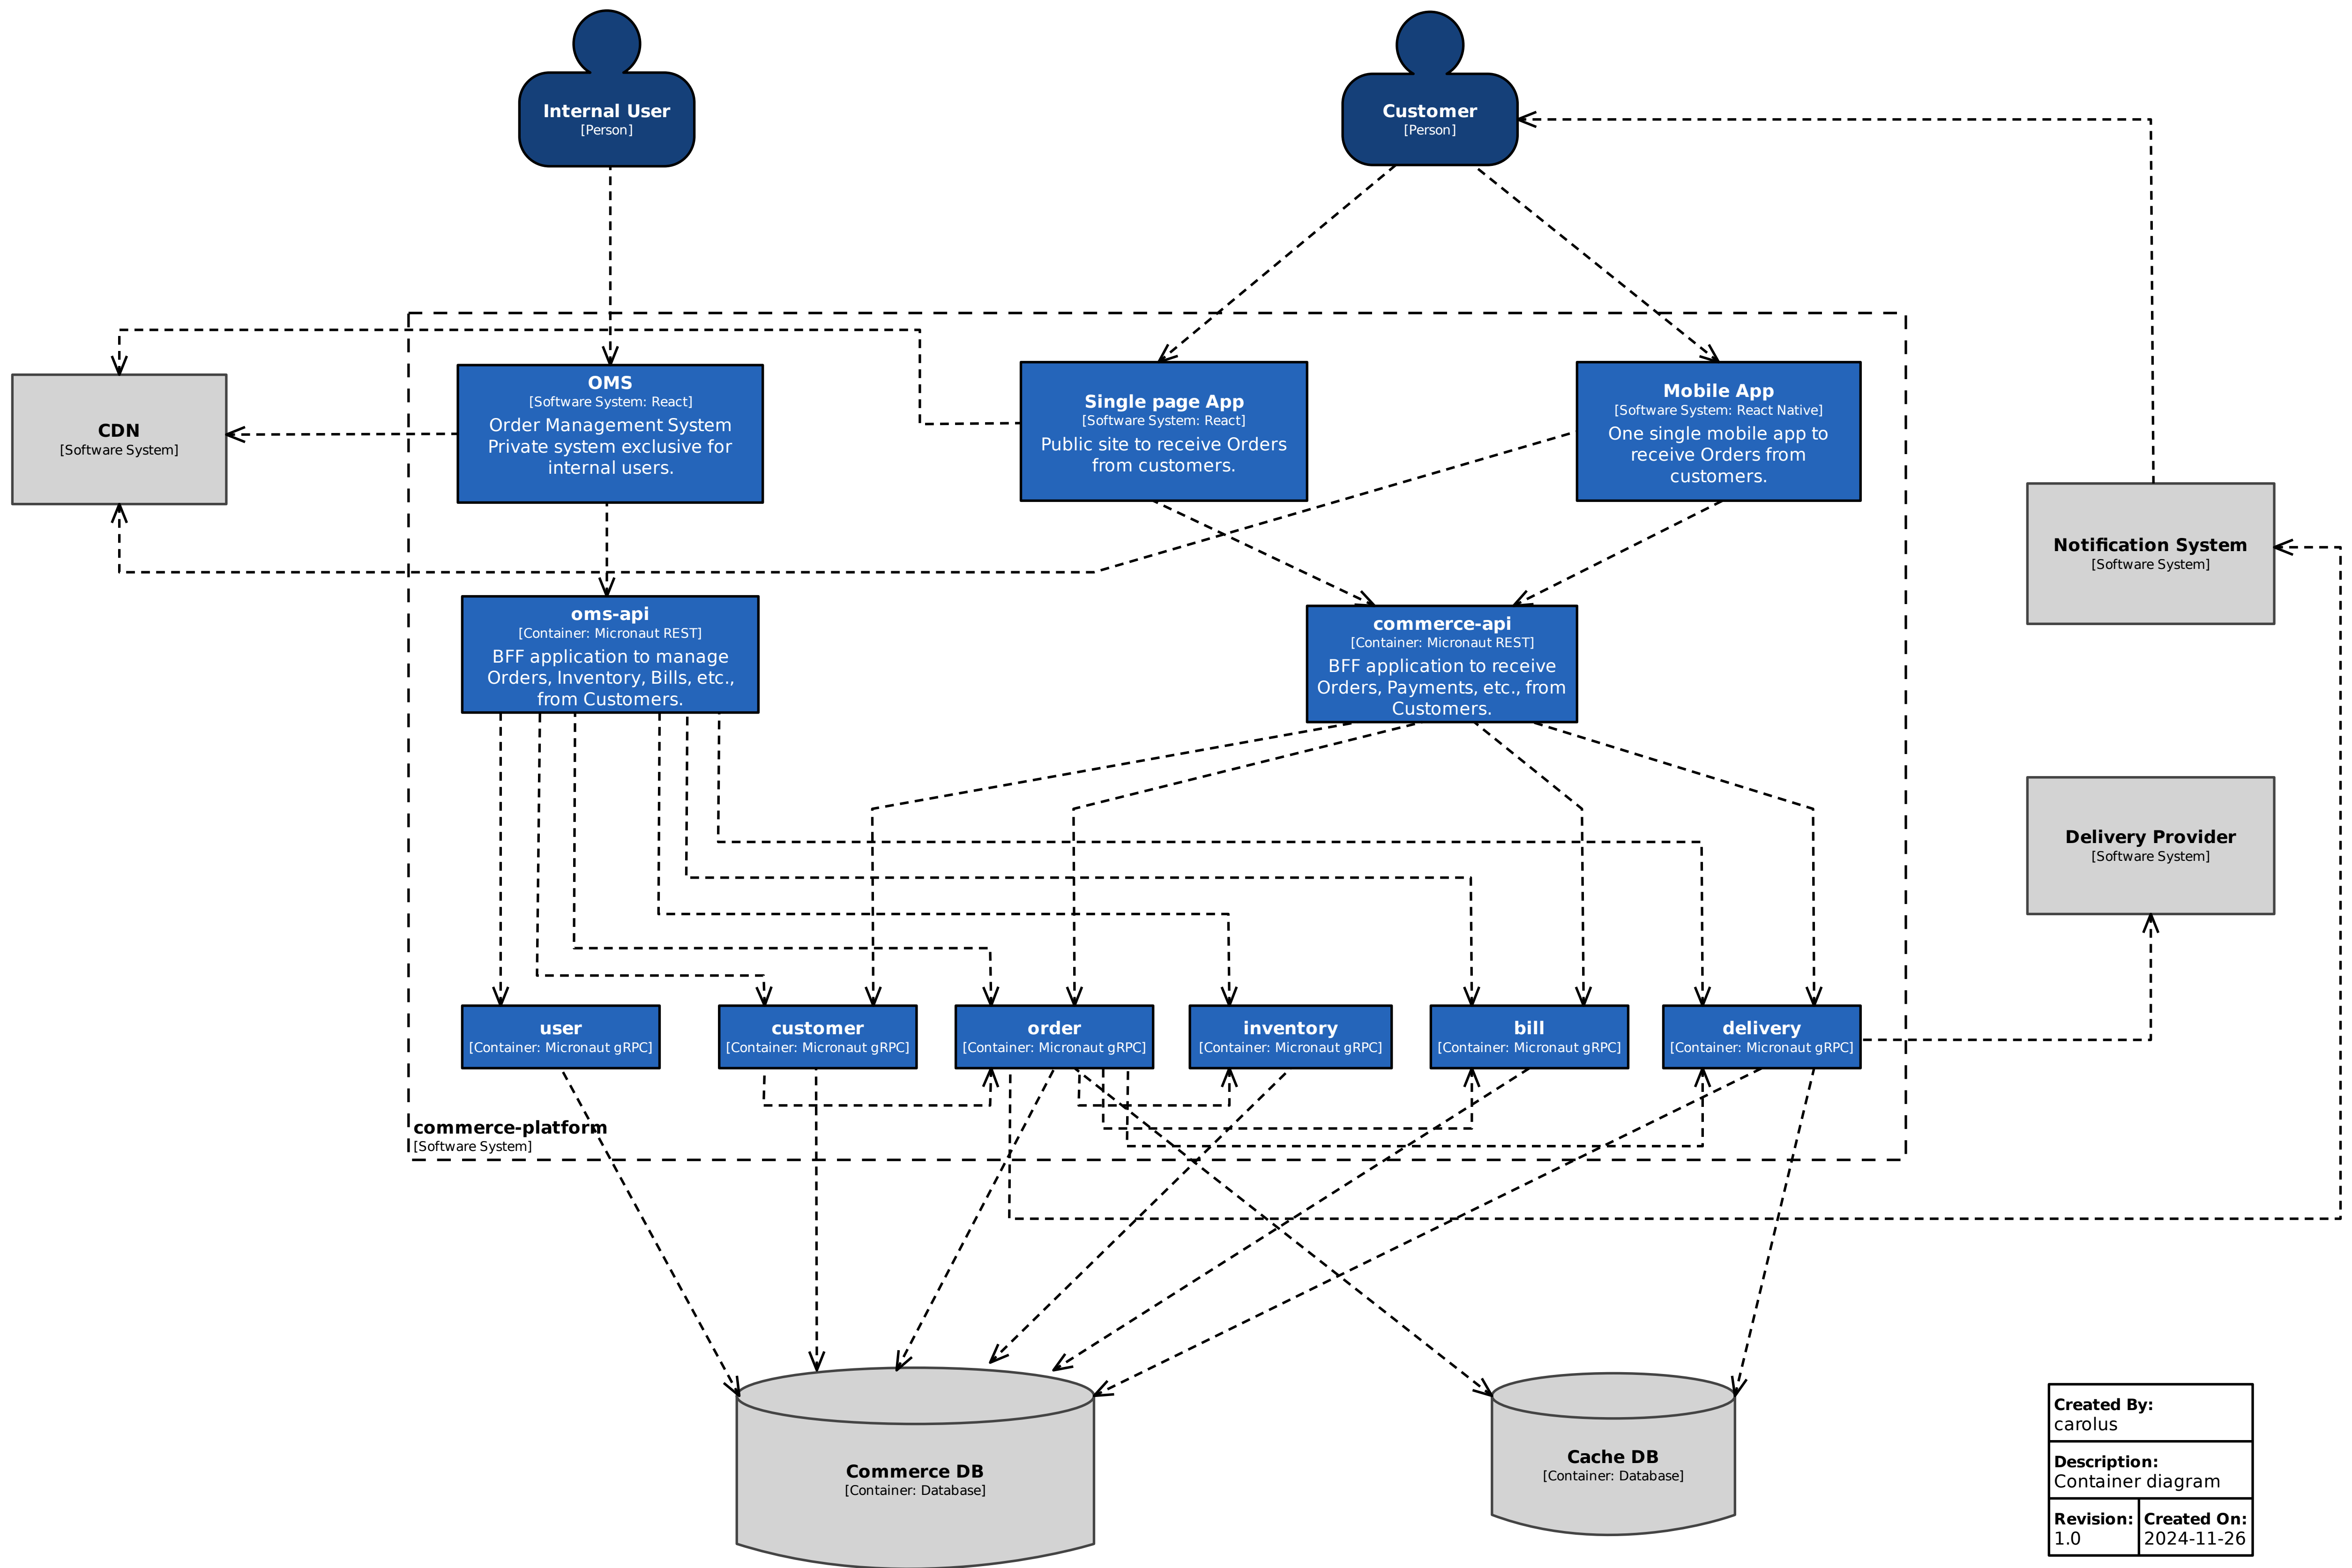 Internal User
[Person]
Customer
[Person]
CDN
[Software System]
OMS
[Software System: React]
Order Management System
Private system exclusive for
internal users.
Single page App
[Software System: React]
Public site to receive Orders
from customers.
Mobile App
[Software System: React Native]
One single mobile app to
receive Orders from
customers.
Notification System
[Software System]
oms-api
[Container: Micronaut REST]
BFF application to manage
Orders, Inventory, Bills, etc.,
from Customers.
commerce-api
[Container: Micronaut REST]
BFF application to receive
Orders, Payments, etc., from
Customers.
Delivery Provider
[Software System]
user
[Container: Micronaut gRPC]
customer
[Container: Micronaut gRPC]
order
[Container: Micronaut gRPC]
inventory
[Container: Micronaut gRPC]
bill
[Container: Micronaut gRPC]
delivery
[Container: Micronaut gRPC]
commerce-platform
[Software System]
Commerce DB
[Container: Database]
Cache DB
[Container: Database]
Created By:
carolus
Description:
Container diagram
Revision:
1.0
Created On:
2024-11-26